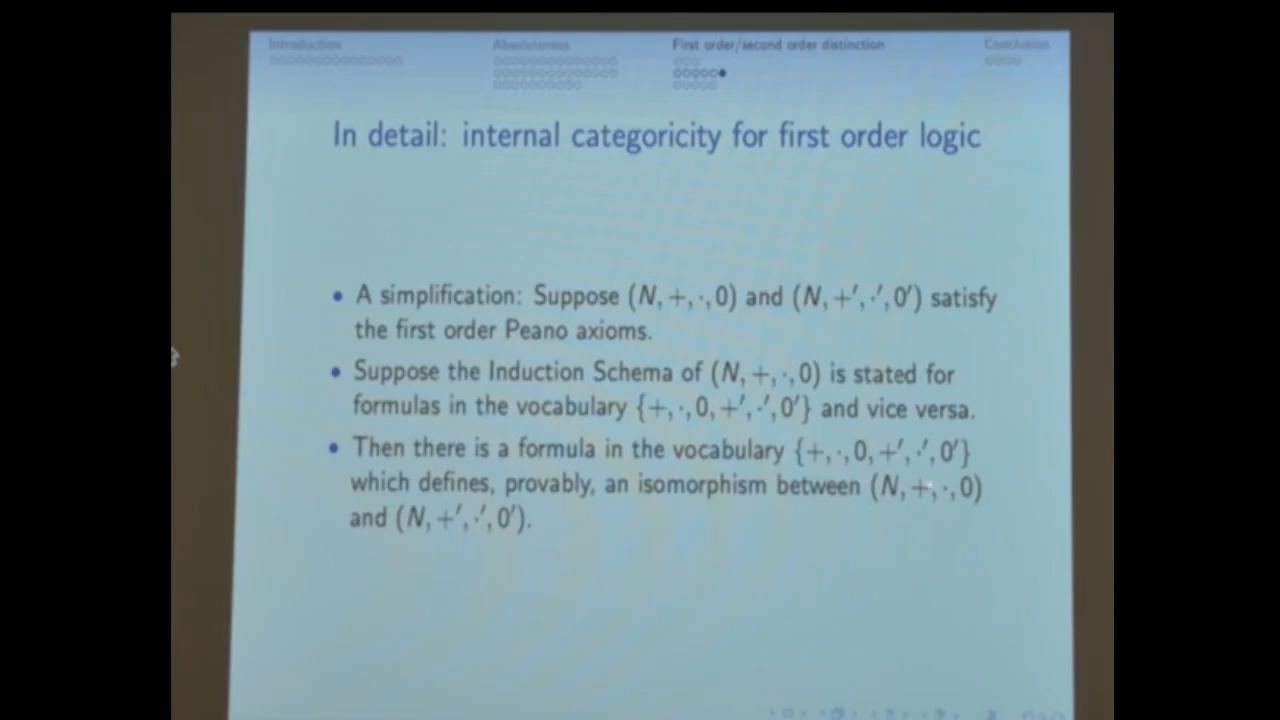 Introduction Absoluteness First order/second order distinction Conclusion
In detail: internal categoricity for first order logic
• A simplification: Suppose (N, +, ·, 0) and (N, +′, ·′, 0′) satisfy
the first order Peano axioms.
• Suppose the Induction Schema of (N, +, ·, 0) is stated for
formulas in the vocabulary {+, ·, 0, +′, ·′, 0′} and vice versa.
• Then there is a formula in the vocabulary {+, ·, 0, +′, ·′, 0′}
which defines, provably, an isomorphism between (N, +, ·, 0)
and (N, +′, ·′, 0′).